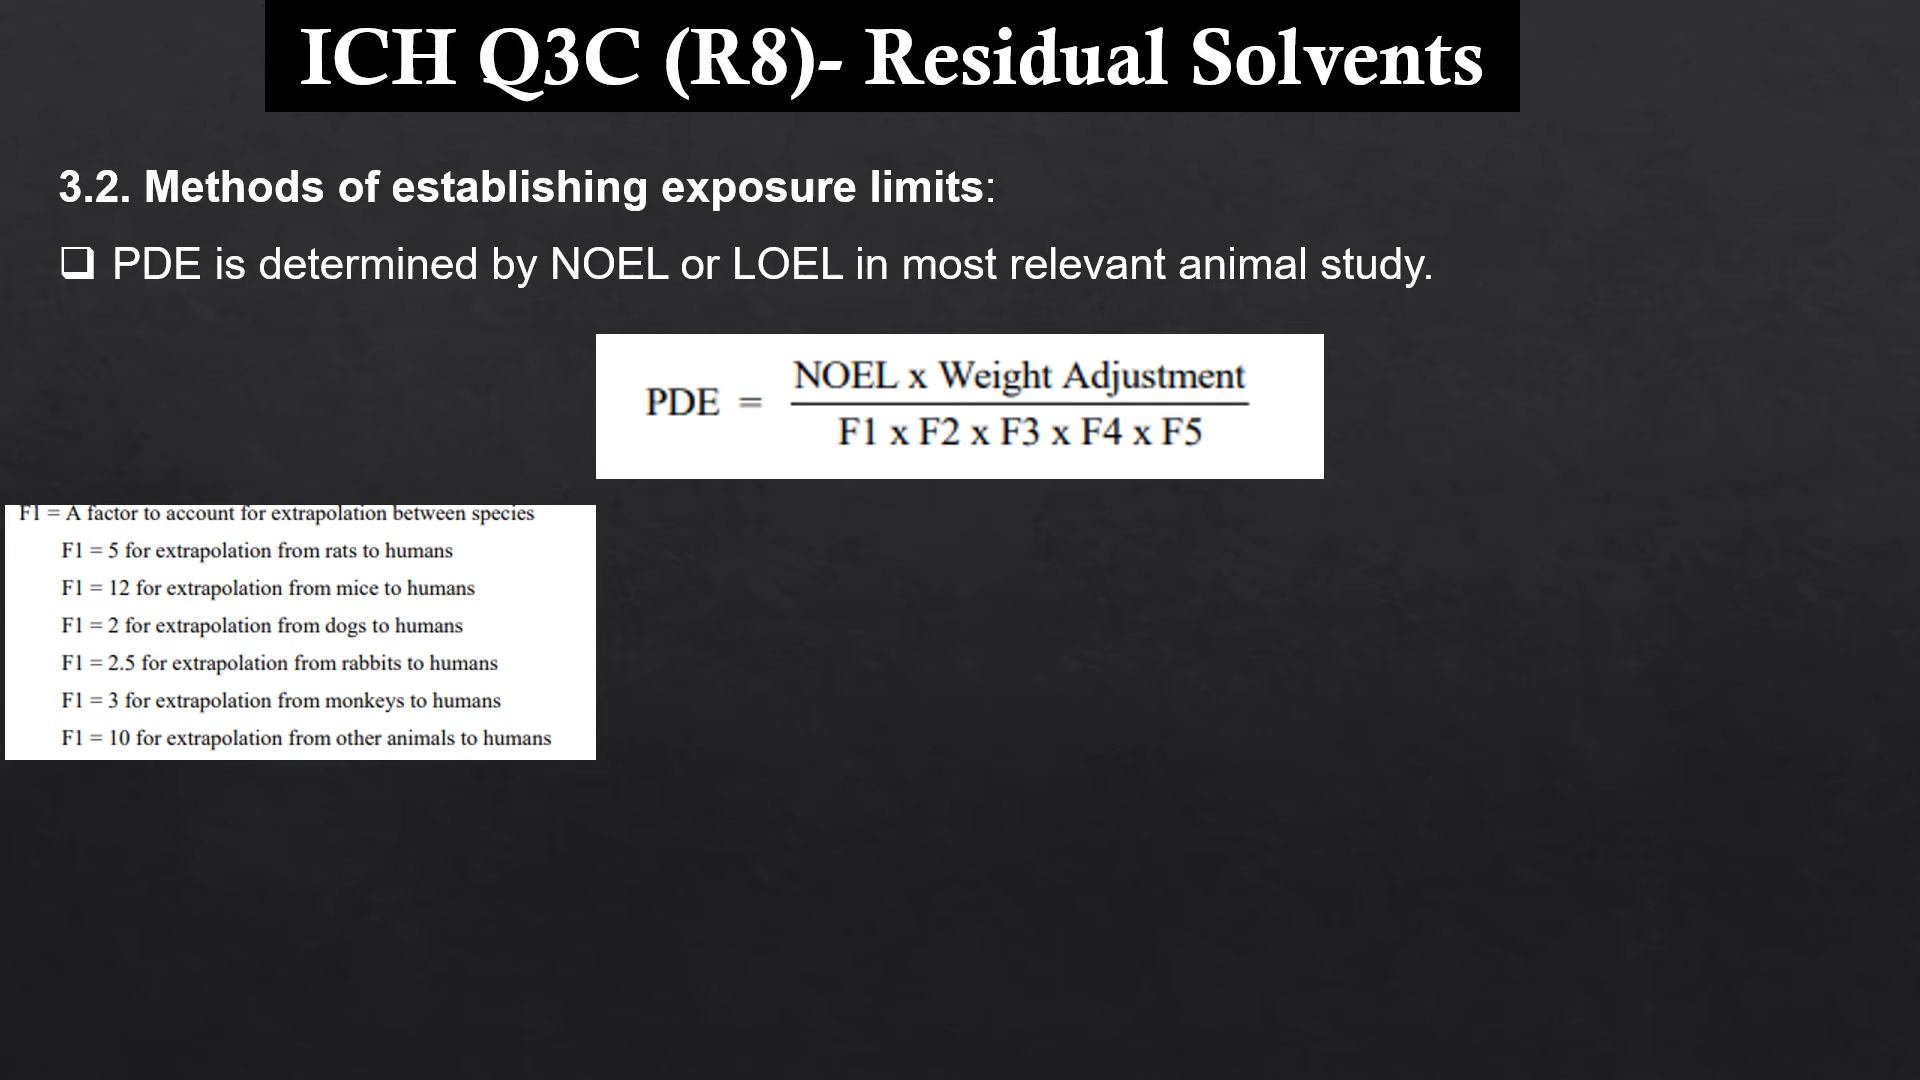 ICH Q3C (R8)- Residual Solvents
3.2. Methods of establishing exposure limits:
❑ PDE is determined by NOEL or LOEL in most relevant animal study.
NOEL x Weight Adjustment
PDE =
F1 x F2 x F3 x F4 x F5
F1 = A factor to account for extrapolation between species
F1 = 5 for extrapolation from rats to humans
F1 = 12 for extrapolation from mice to humans
F1 = 2 for extrapolation from dogs to humans
F1 = 2.5 for extrapolation from rabbits to humans
F1 = 3 for extrapolation from monkeys to humans
F1 = 10 for extrapolation from other animals to humans